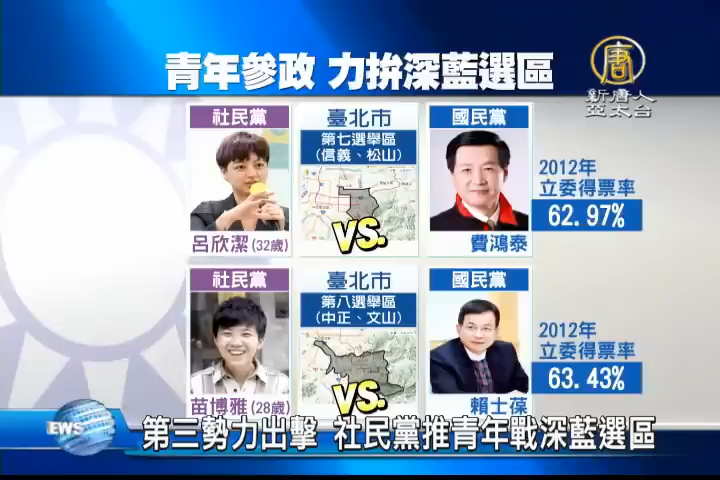 青年參政 力拚深藍選區
唐
新唐人
亞太台
社民黨
呂欣潔(32歲)
臺北市
第七選舉區
(信義、松山)
VS.
國民黨
費鴻泰
2012年
立委得票率
62.97%
社民黨
苗博雅(28歲)
臺北市
第八選舉區
(中正、文山)
VS.
國民黨
賴士葆
2012年
立委得票率
63.43%
EWS
第三勢力出擊 社民黨推青年戰深藍選區